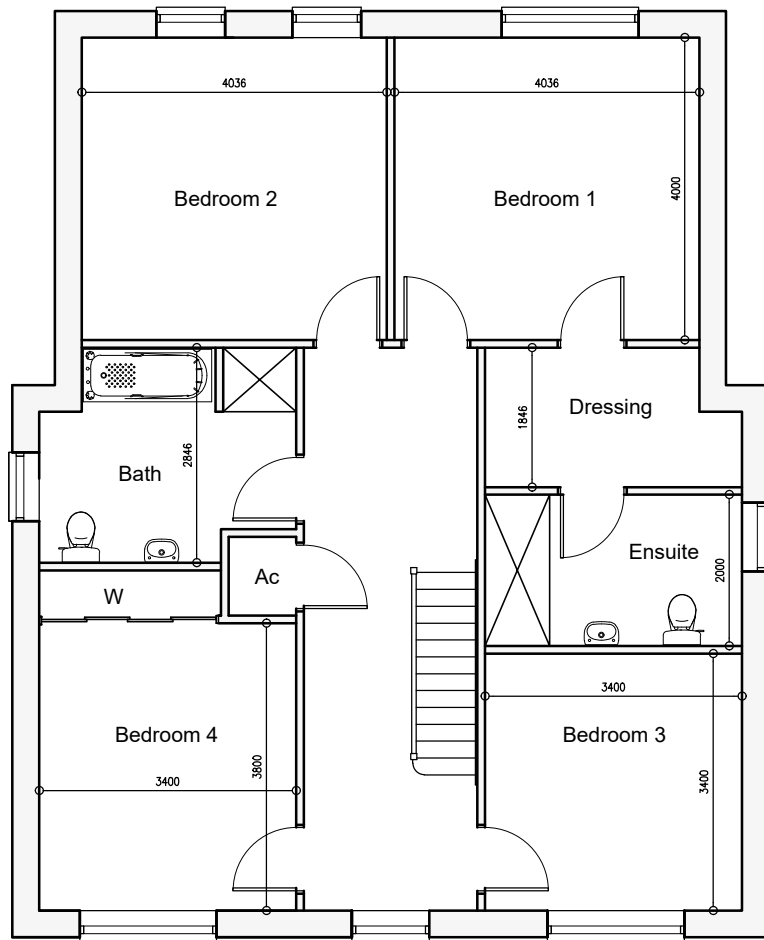 4036
4036
Bedroom 2
Bedroom 1
4000
Dressing
1846
Bath
2846
Ensuite
2000
Ac
W
3400
Bedroom 4
Bedroom 3
3800
3400
3400